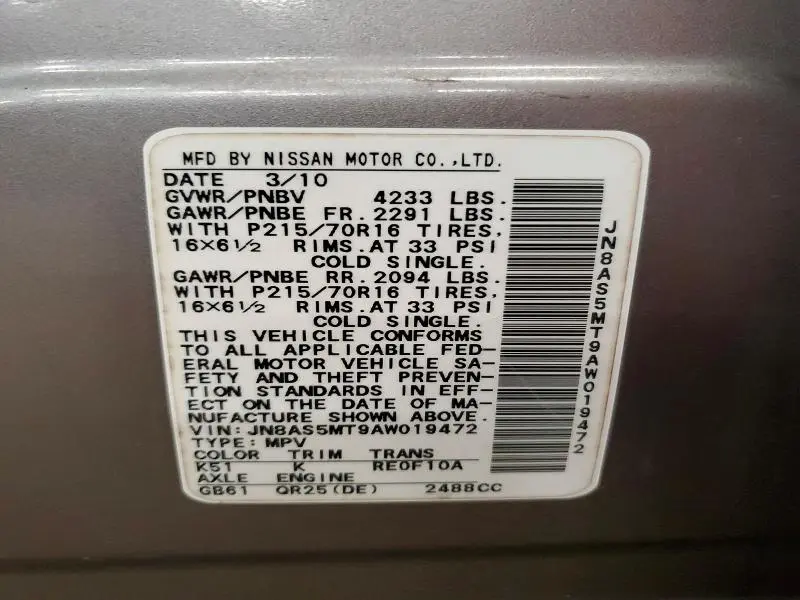 MFD BY NISSAN MOTOR CO.,LTD.
DATE 3/10
GVWR/PNBV 4233 LBS.
GAWR/PNBE FR.2291 LBS.
WITH P215/70R16 TIRES,
16×6½ RIMS.AT 33 PSI
COLD SINGLE.
GAWR/PNBE RR.2094 LBS.
WITH P215/70R16 TIRES,
16×6½ RIMS.AT 33 PSI
COLD SINGLE.
THIS VEHICLE CONFORMS
TO ALL APPLICABLE FED-
ERAL MOTOR VEHICLE SA-
FETY AND THEFT PREVEN-
TION STANDARDS IN EFF-
ECT ON THE DATE OF MA-
NUFACTURE SHOWN ABOVE.
VIN:JN8AS5MT9AW019472
TYPE:MPV
COLOR TRIM TRANS
K51 K RE0F10A
AXLE ENGINE
GB61 QR25(DE) 2488CC
JN8AS5MT9AW019472